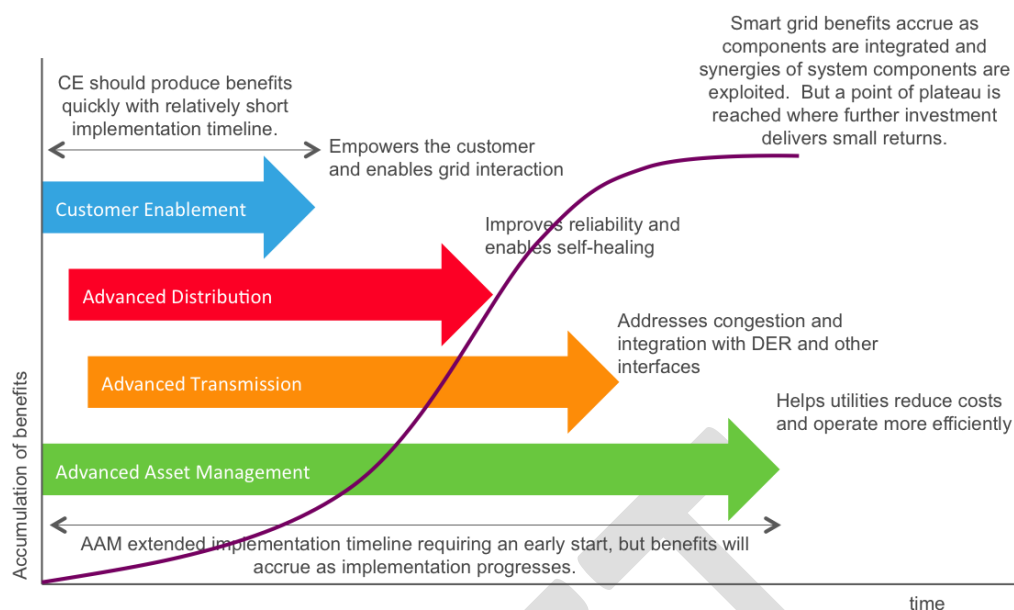 Smart grid benefits accrue as
components are integrated and
synergies of system components are
exploited.  But a point of plateau is
reached where further investment
delivers small returns.
CE should produce benefits
quickly with relatively short
implementation timeline.
Empowers the customer
and enables grid interaction
Customer Enablement
Improves reliability and
enables self-healing
Advanced Distribution
Addresses congestion and
integration with DER and other
interfaces
Advanced Transmission
Helps utilities reduce costs
and operate more efficiently
Advanced Asset Management
AAM extended implementation timeline requiring an early start, but benefits will
accrue as implementation progresses.
Accumulation of benefits
time